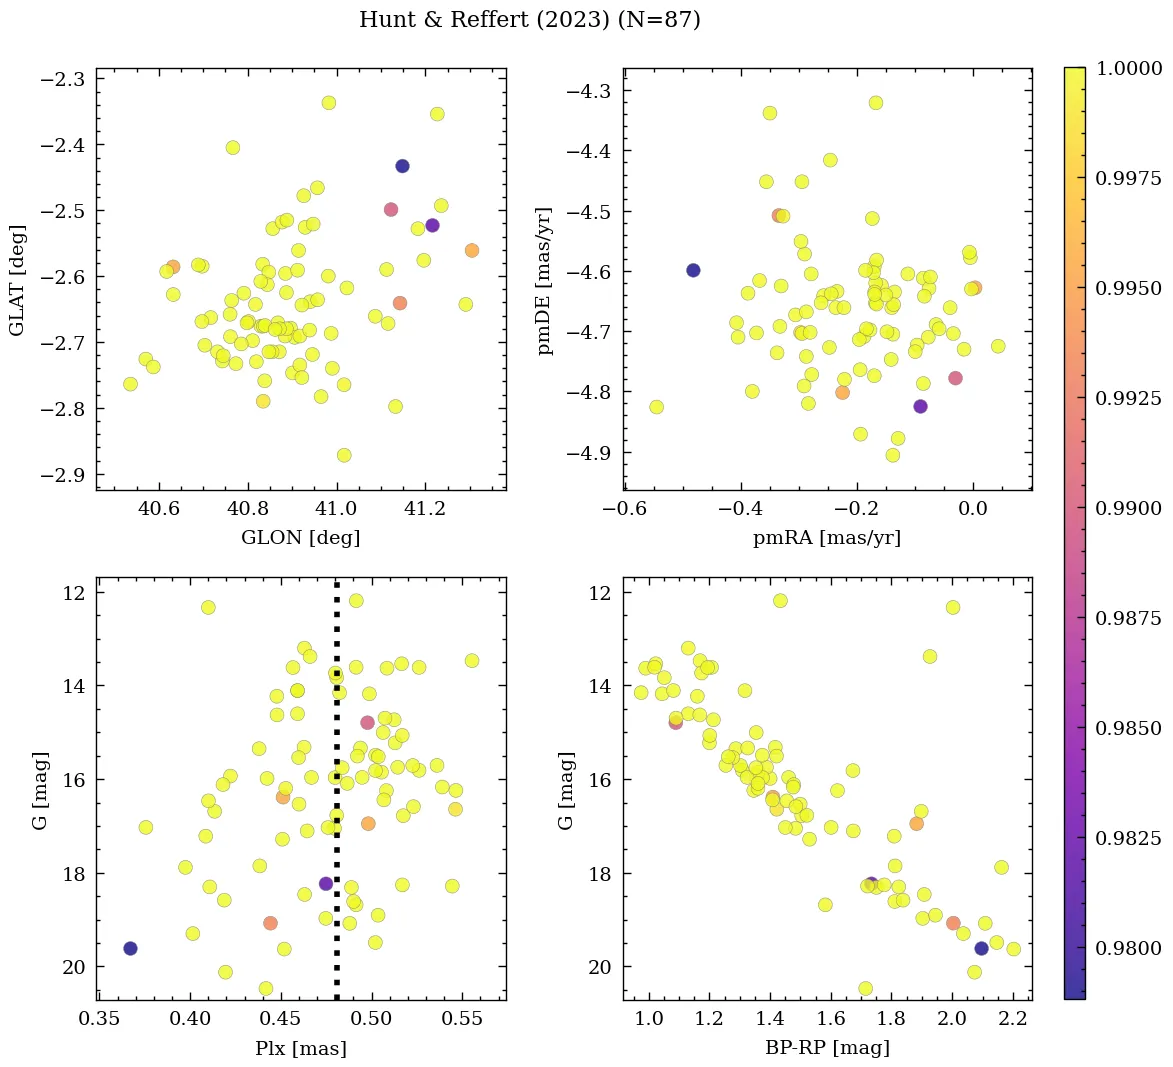 Hunt & Reffert (2023) (N=87)
−2.3
−2.4
−2.5
−2.6
−2.7
−2.8
−2.9
GLAT [deg]
40.6 40.8 41.0 41.2
GLON [deg]
−4.3
−4.4
−4.5
−4.6
−4.7
−4.8
−4.9
pmDE [mas/yr]
−0.6 −0.4 −0.2 0.0
pmRA [mas/yr]
12
14
16
18
20
G [mag]
0.35 0.40 0.45 0.50 0.55
Plx [mas]
12
14
16
18
20
G [mag]
1.0 1.2 1.4 1.6 1.8 2.0 2.2
BP-RP [mag]
1.0000
0.9975
0.9950
0.9925
0.9900
0.9875
0.9850
0.9825
0.9800